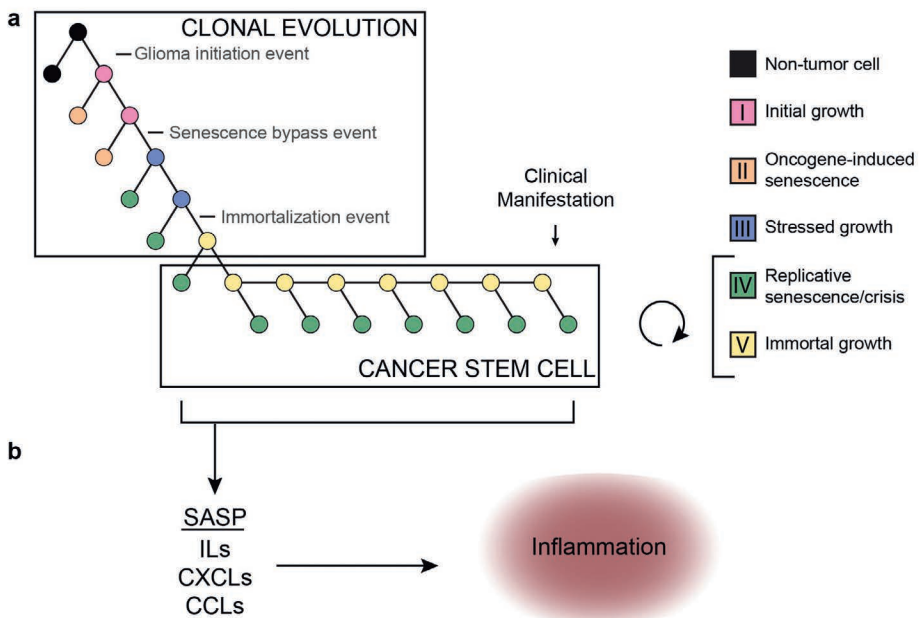 a
CLONAL EVOLUTION
Glioma initiation event
Senescence bypass event
Immortalization event
Clinical
Manifestation
CANCER STEM CELL
Non-tumor cell
I
Initial growth
II
Oncogene-induced
senescence
III
Stressed growth
IV
Replicative
senescence/crisis
V
Immortal growth
b
SASP
ILs
CXCLs
CCLs
Inflammation